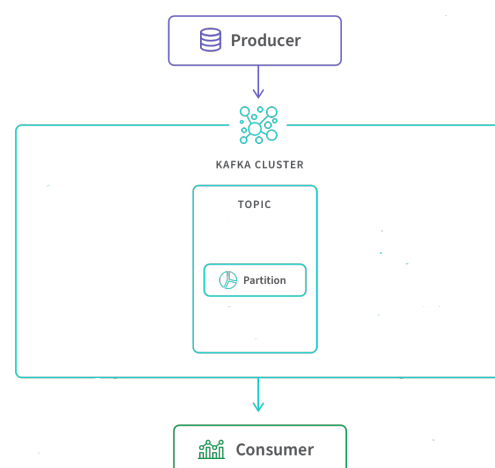 Producer
KAFKA CLUSTER
TOPIC
Partition
Consumer